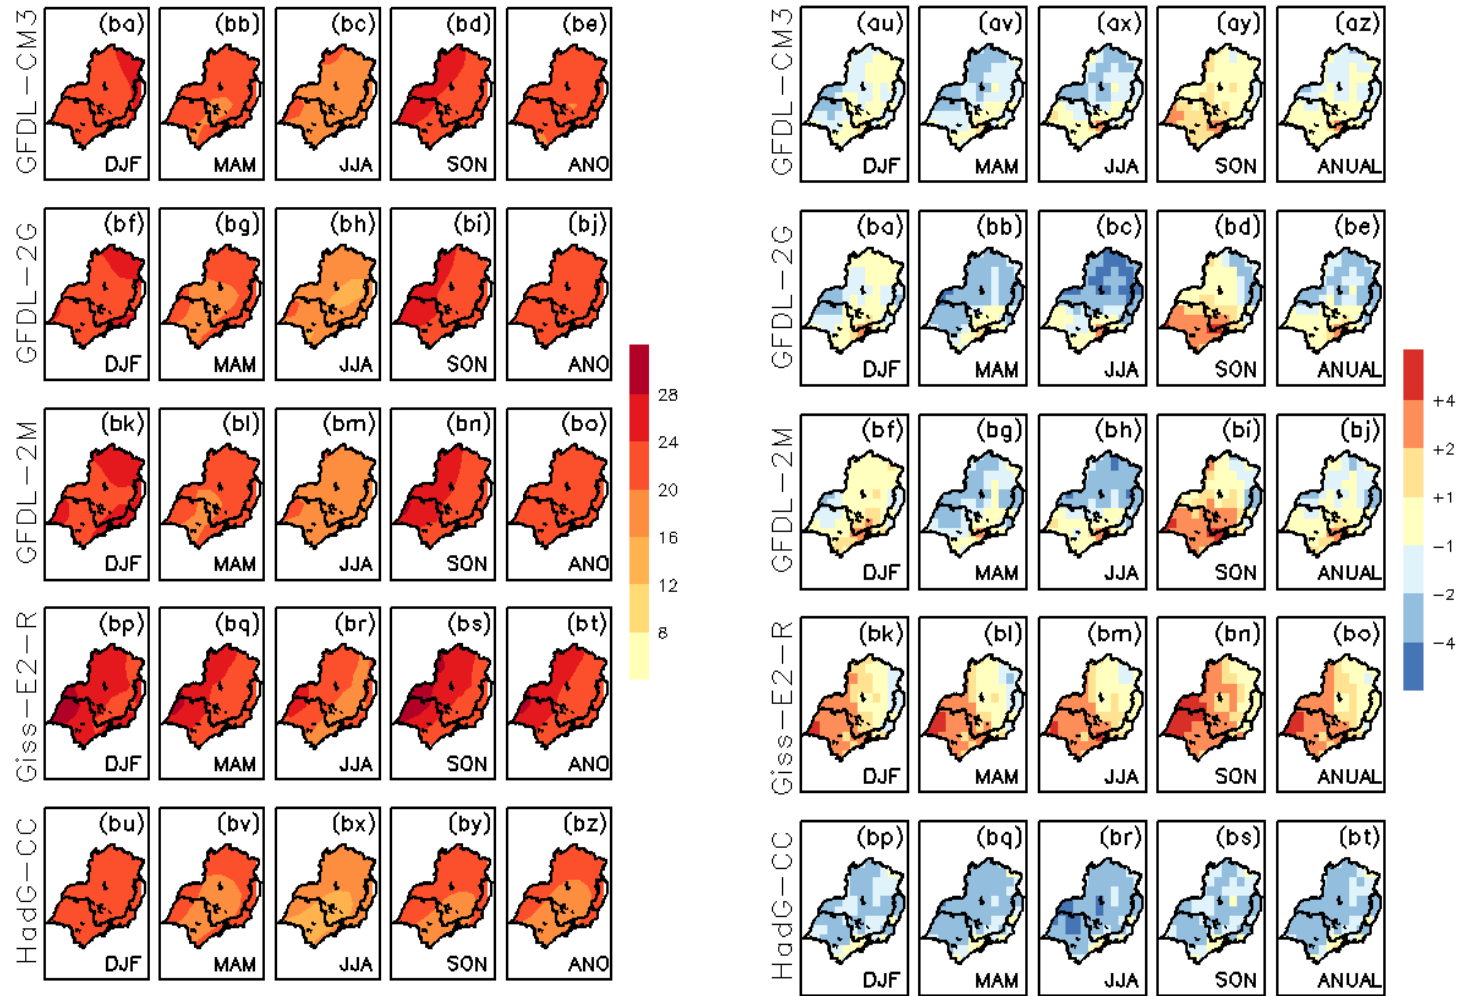 GFDL-CM3
(ba) (bb) (bc) (bd) (be)
DJF MAM JJA SON ANO
GFDL-2G
(bf) (bg) (bh) (bi) (bj)
DJF MAM JJA SON ANO
GFDL-2M
(bk) (bl) (bm) (bn) (bo)
DJF MAM JJA SON ANO
Giss-E2-R
(bp) (bq) (br) (bs) (bt)
DJF MAM JJA SON ANO
HadG-CC
(bu) (bv) (bx) (by) (bz)
DJF MAM JJA SON ANO
28
24
20
16
12
8
GFDL-CM3
(au) (av) (ax) (ay) (az)
DJF MAM JJA SON ANUAL
GFDL-2G
(ba) (bb) (bc) (bd) (be)
DJF MAM JJA SON ANUAL
GFDL-2M
(bf) (bg) (bh) (bi) (bj)
DJF MAM JJA SON ANUAL
Giss-E2-R
(bk) (bl) (bm) (bn) (bo)
DJF MAM JJA SON ANUAL
HadG-CC
(bp) (bq) (br) (bs) (bt)
DJF MAM JJA SON ANUAL
+4
+2
+1
-1
-2
-4